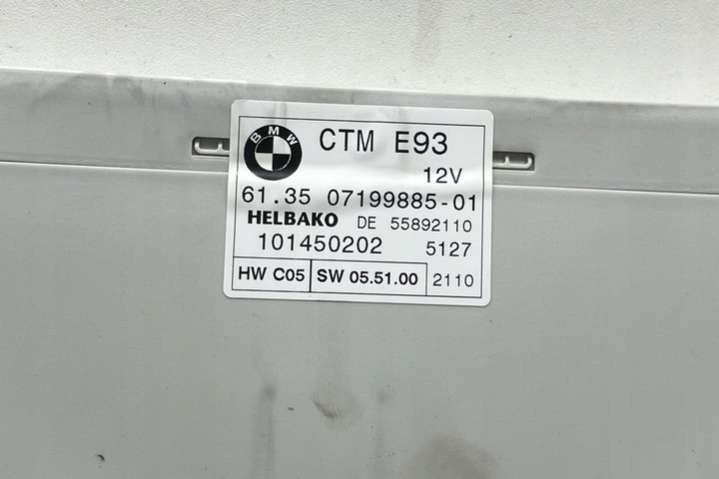 BMW
CTM E93
12V
61.35 07199885-01
HELBAKO DE 55892110
101450202 5127
HW C05 SW 05.51.00 2110